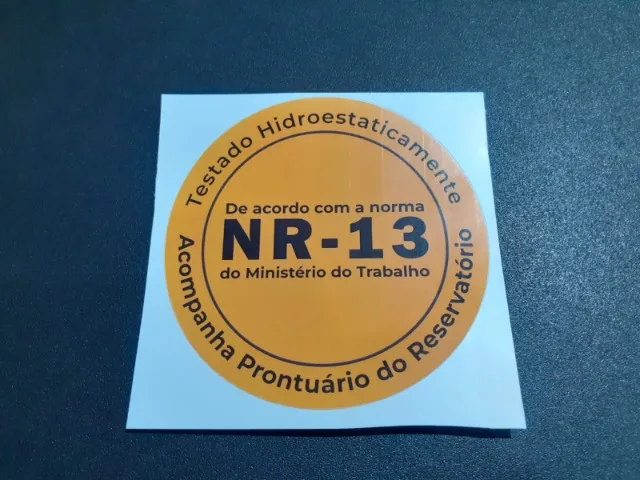 Testado Hidroestaticamente
De acordo com a norma
NR-13
do Ministério do Trabalho
Acompanha Prontuário do Reservatório